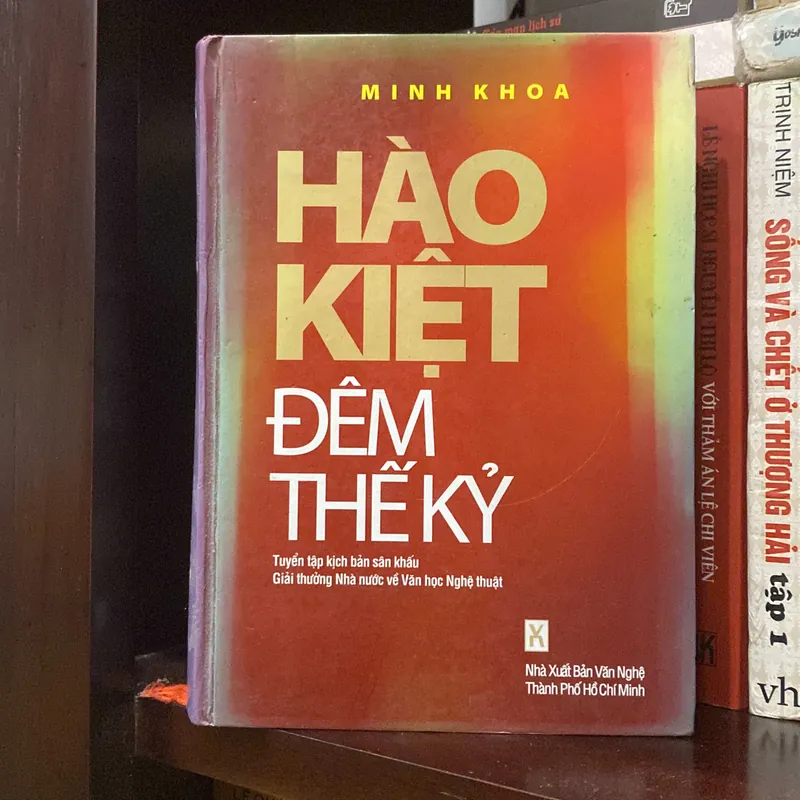 MINH KHOA
HÀO
KIỆT
ĐÊM
THẾ KỶ
Tuyển tập kịch bản sân khấu
Giải thưởng Nhà nước về Văn học Nghệ thuật
Nhà Xuất Bản Văn Nghệ
Thành Phố Hồ Chí Minh
VỚI THẢM ÁN LỆ CHI VIÊN
TRỊNH NIỆM
SỐNG VÀ CHẾT Ở THƯỢNG HẢI tập 1
vh